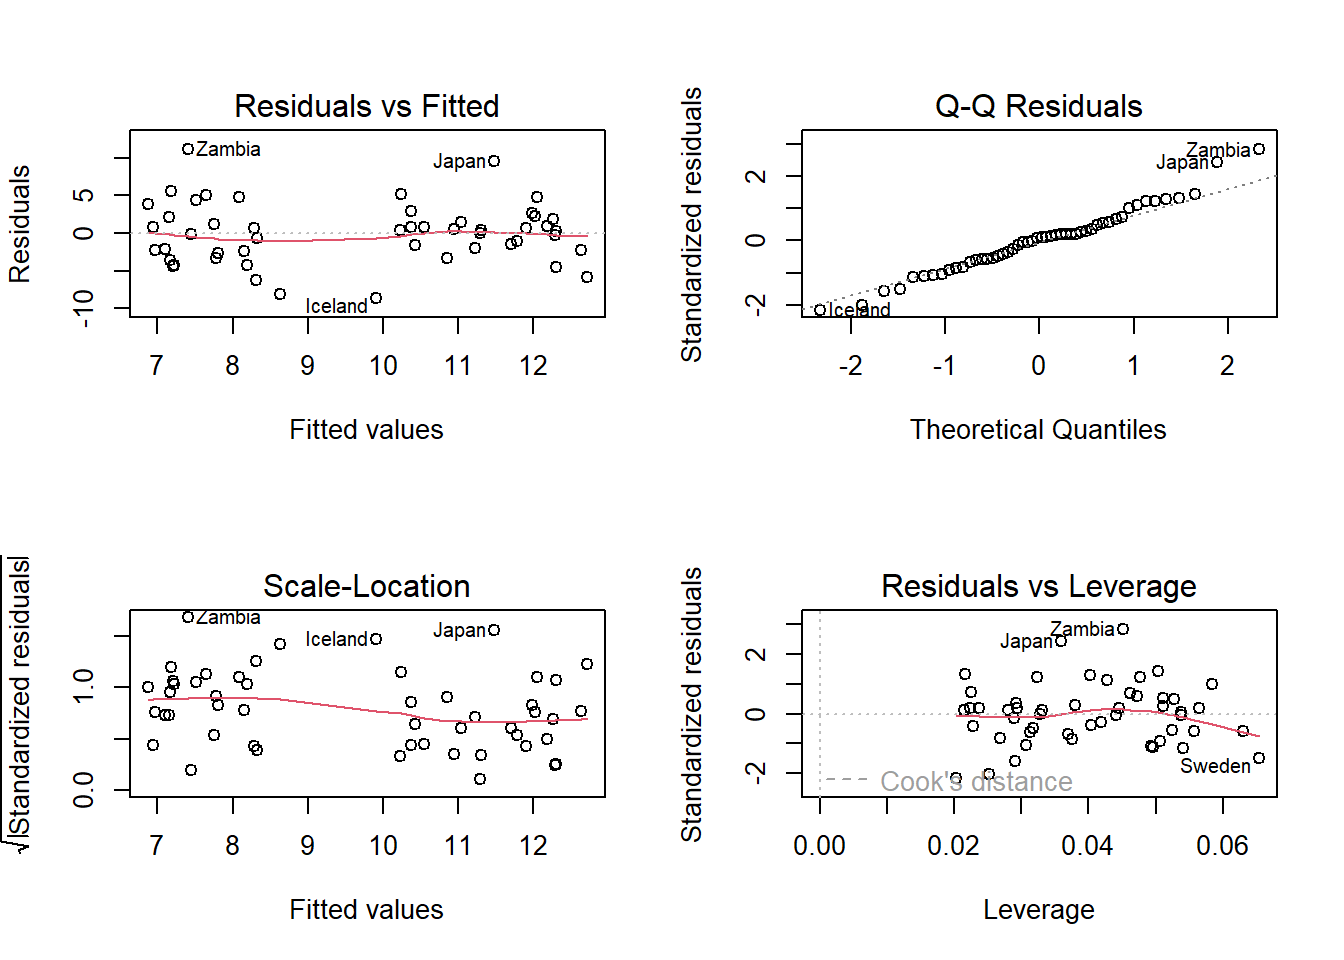 Residuals vs Fitted
Residuals
5
0
-10
Zambia
Japan
Iceland
7 8 9 10 11 12
Fitted values
Q-Q Residuals
Standardized residuals
2
0
-2
Zambia
Japan
Iceland
-2 -1 0 1 2
Theoretical Quantiles
Scale-Location
√|Standardized residuals|
1.0
0.0
Zambia
Iceland
Japan
7 8 9 10 11 12
Fitted values
Residuals vs Leverage
Standardized residuals
2
0
-2
Zambia
Japan
Sweden
Cook's distance
0.00 0.02 0.04 0.06
Leverage